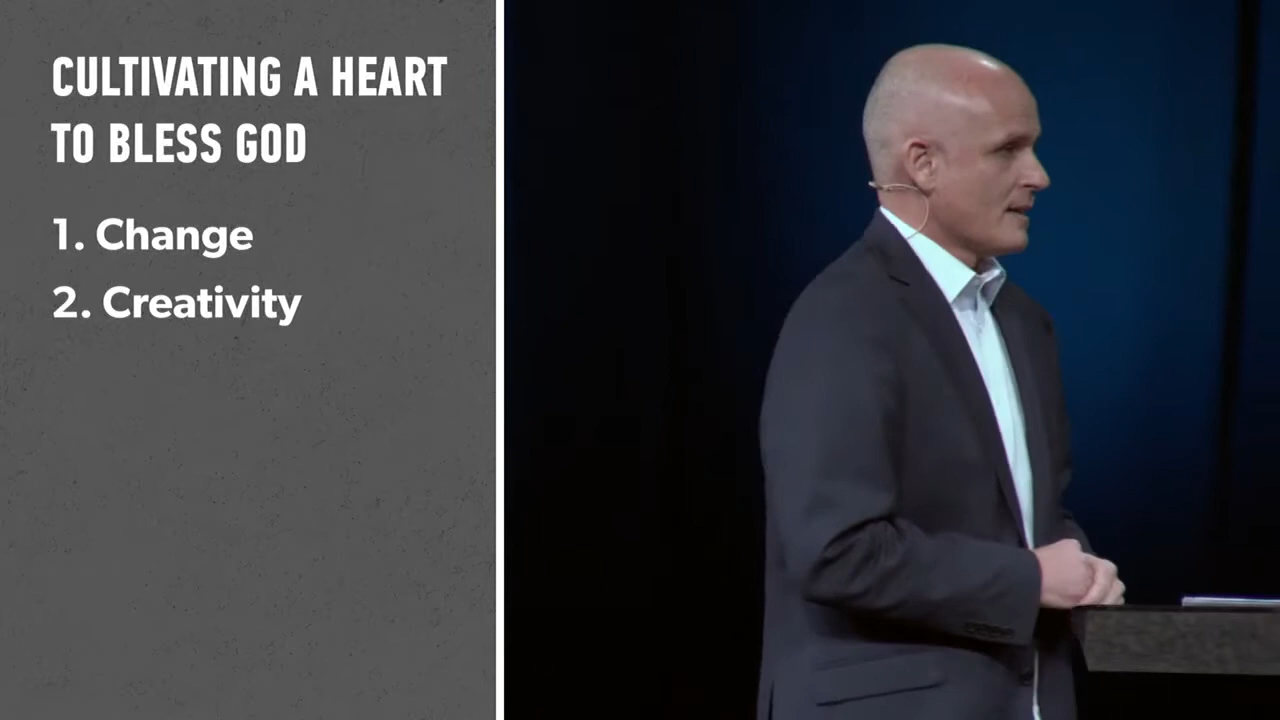 CULTIVATING A HEART
TO BLESS GOD
1. Change
2. Creativity